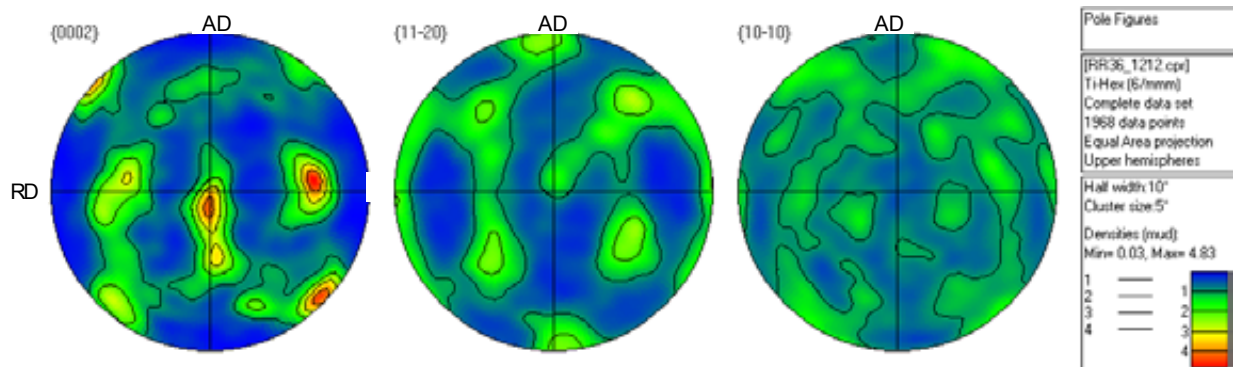 {0002}
AD
RD
{11-20}
AD
{10-10}
AD
Pole Figures
[RR36_1212.cpr]
Ti-Hex (6/mmm)
Complete data set
1968 data points
Equal Area projection
Upper hemispheres
Half width:10°
Cluster size:5°
Densities (mud):
Min= 0.03, Max= 4.83
1
2
3
4
1
2
3
4